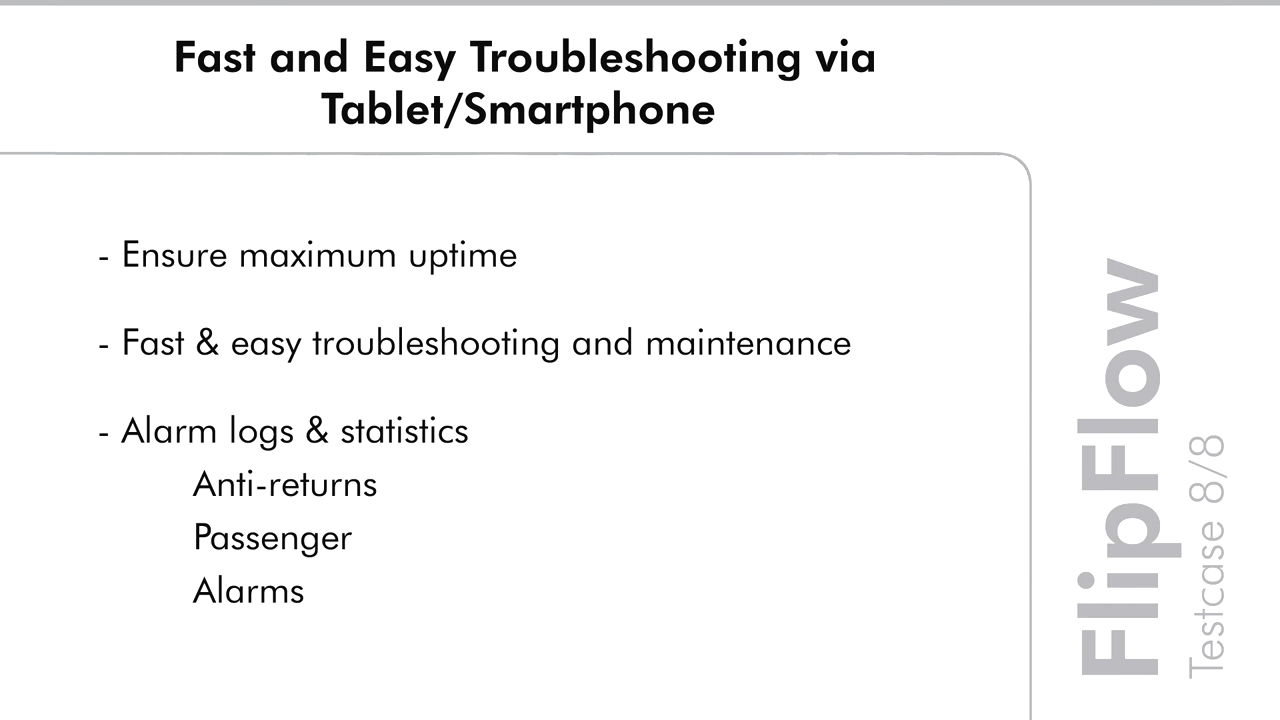 Fast and Easy Troubleshooting via
Tablet/Smartphone
- Ensure maximum uptime
- Fast & easy troubleshooting and maintenance
- Alarm logs & statistics
Anti-returns
Passenger
Alarms
FlipFlow
Testcase 8/8